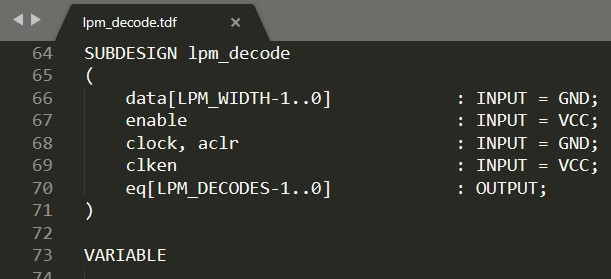 lpm_decode.tdf ×
64 SUBDESIGN lpm_decode
65 (
66     data[LPM_WIDTH-1..0]            : INPUT = GND;
67     enable                          : INPUT = VCC;
68     clock, aclr                     : INPUT = GND;
69     clken                           : INPUT = VCC;
70     eq[LPM_DECODES-1..0]            : OUTPUT;
71 )
72
73 VARIABLE
74